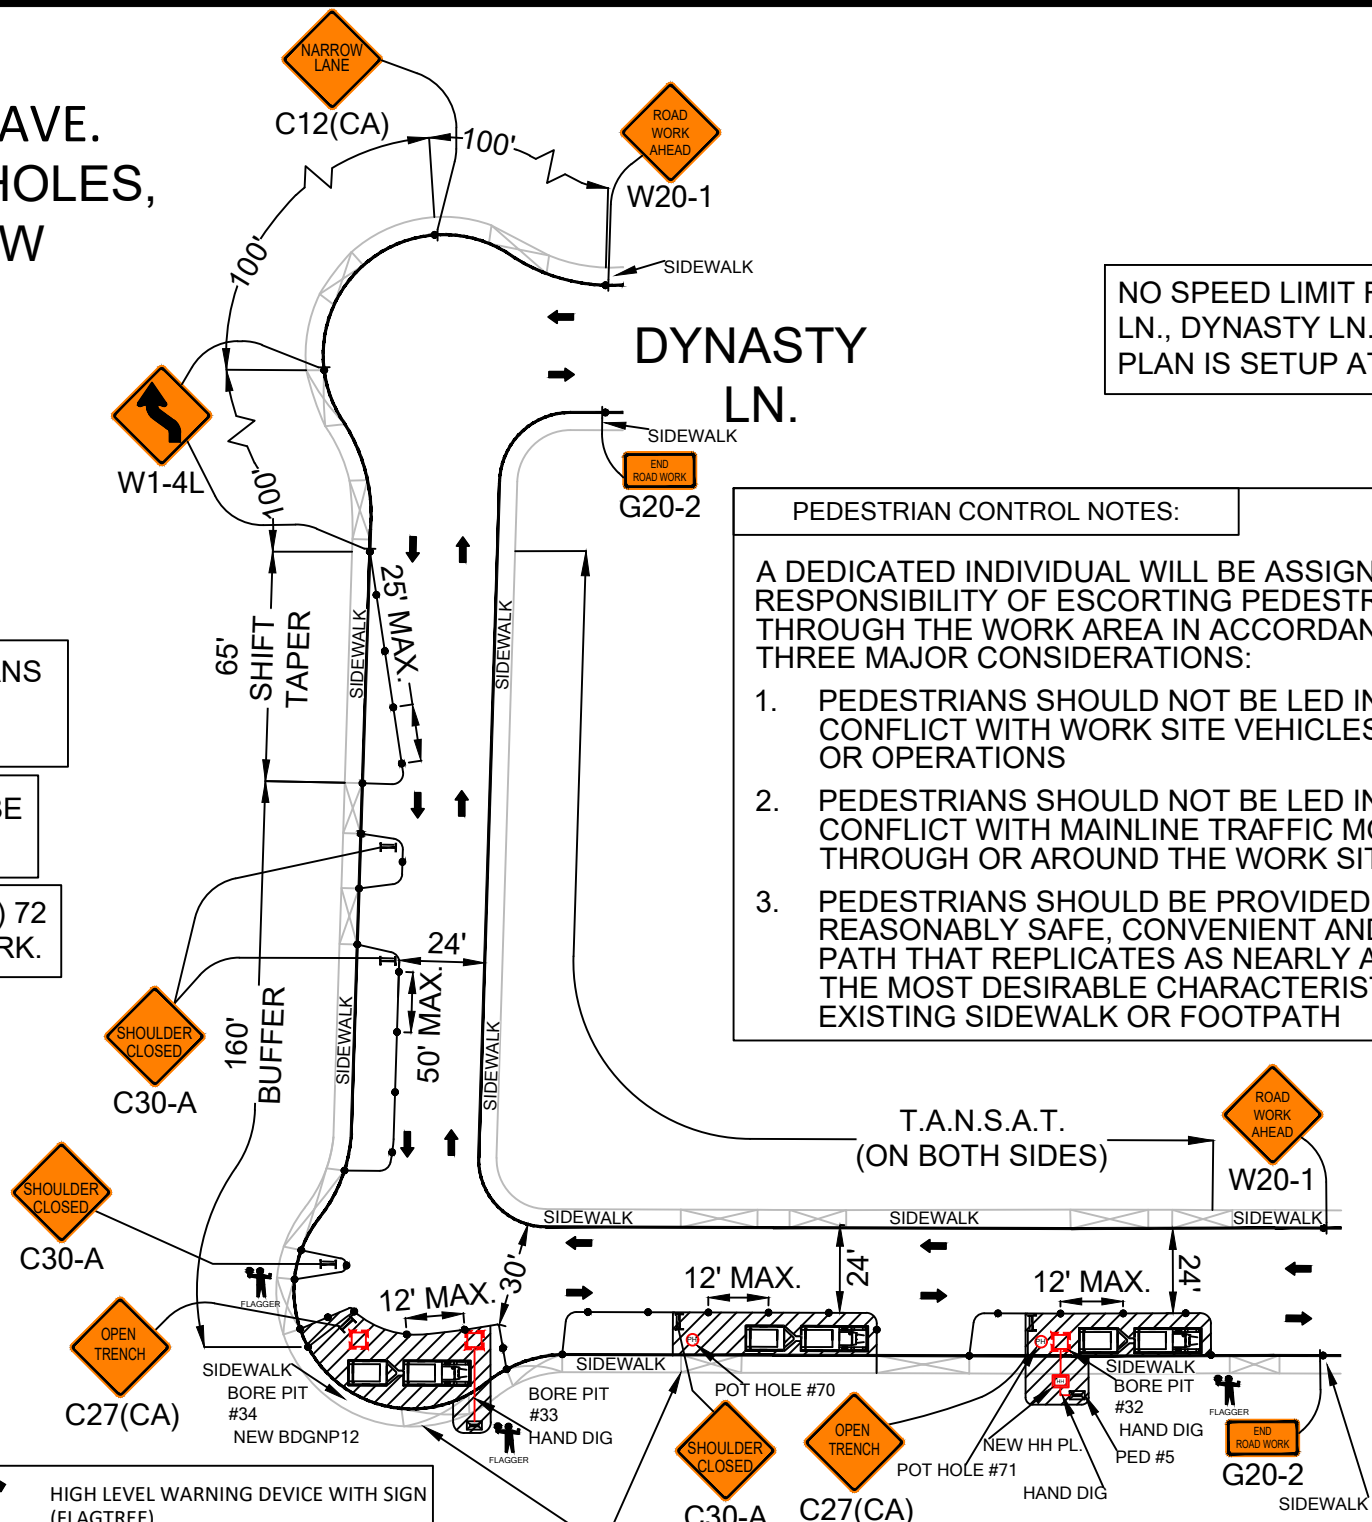 NARROW
LANE
C12(CA)
ROAD
WORK
AHEAD
W20-1
AVE.
HOLES,
W
100'
100'
SIDEWALK
DYNASTY
LN.
NO SPEED LIMIT
LN., DYNASTY LN.
PLAN IS SETUP AT
W1-4L
100'
SIDEWALK
END
ROAD WORK
G20-2
PEDESTRIAN CONTROL NOTES:
A DEDICATED INDIVIDUAL WILL BE ASSIGN
RESPONSIBILITY OF ESCORTING PEDESTR
THROUGH THE WORK AREA IN ACCORDAN
THREE MAJOR CONSIDERATIONS:
1. PEDESTRIANS SHOULD NOT BE LED IN
CONFLICT WITH WORK SITE VEHICLES
OR OPERATIONS
2. PEDESTRIANS SHOULD NOT BE LED IN
CONFLICT WITH MAINLINE TRAFFIC MO
THROUGH OR AROUND THE WORK SIT
3. PEDESTRIANS SHOULD BE PROVIDED
REASONABLY SAFE, CONVENIENT AND
PATH THAT REPLICATES AS NEARLY A
THE MOST DESIRABLE CHARACTERIST
EXISTING SIDEWALK OR FOOTPATH
65'
SHIFT
TAPER
25' MAX.
SIDEWALK
SIDEWALK
ANS
BE
) 72
RK.
24'
50' MAX.
160'
BUFFER
SIDEWALK
SIDEWALK
SHOULDER
CLOSED
C30-A
T.A.N.S.A.T.
(ON BOTH SIDES)
ROAD
WORK
AHEAD
W20-1
SHOULDER
CLOSED
C30-A
SIDEWALK
SIDEWALK
SIDEWALK
FLAGGER
12' MAX.
30'
12' MAX.
24'
12' MAX.
24'
OPEN
TRENCH
C27(CA)
PH
PH
HH
SIDEWALK
SIDEWALK
SIDEWALK
BORE PIT
#34
NEW BDGNP12
BORE PIT
#33
HAND DIG
FLAGGER
POT HOLE #70
SHOULDER
CLOSED
C30-A
OPEN
TRENCH
C27(CA)
POT HOLE #71
NEW HH PL.
HAND DIG
BORE PIT
#32
HAND DIG
PED #5
FLAGGER
END
ROAD WORK
G20-2
SIDEWALK
HIGH LEVEL WARNING DEVICE WITH SIGN
(FLAGTREE)